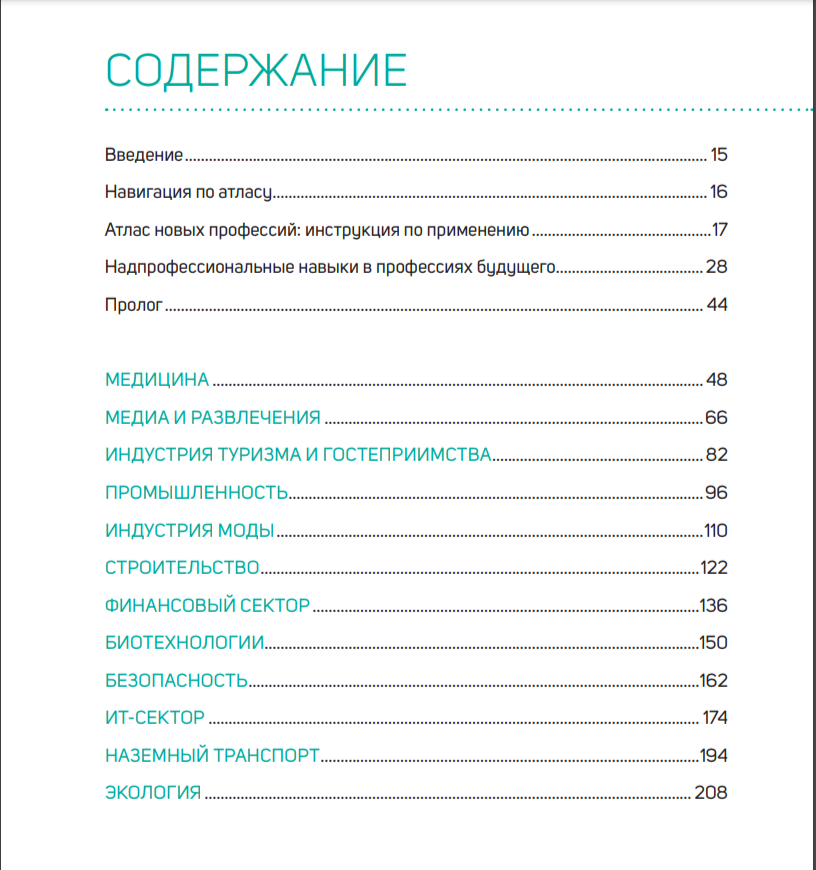 СОДЕРЖАНИЕ
Введение 15
Навигация по атласу 16
Атлас новых профессий: инструкция по применению 17
Надпрофессиональные навыки в профессиях будущего 28
Пролог 44
МЕДИЦИНА 48
МЕДИА И РАЗВЛЕЧЕНИЯ 66
ИНДУСТРИЯ ТУРИЗМА И ГОСТЕПРИИМСТВА 82
ПРОМЫШЛЕННОСТЬ 96
ИНДУСТРИЯ МОДЫ 110
СТРОИТЕЛЬСТВО 122
ФИНАНСОВЫЙ СЕКТОР 136
БИОТЕХНОЛОГИИ 150
БЕЗОПАСНОСТЬ 162
ИТ-СЕКТОР 174
НАЗЕМНЫЙ ТРАНСПОРТ 194
ЭКОЛОГИЯ 208